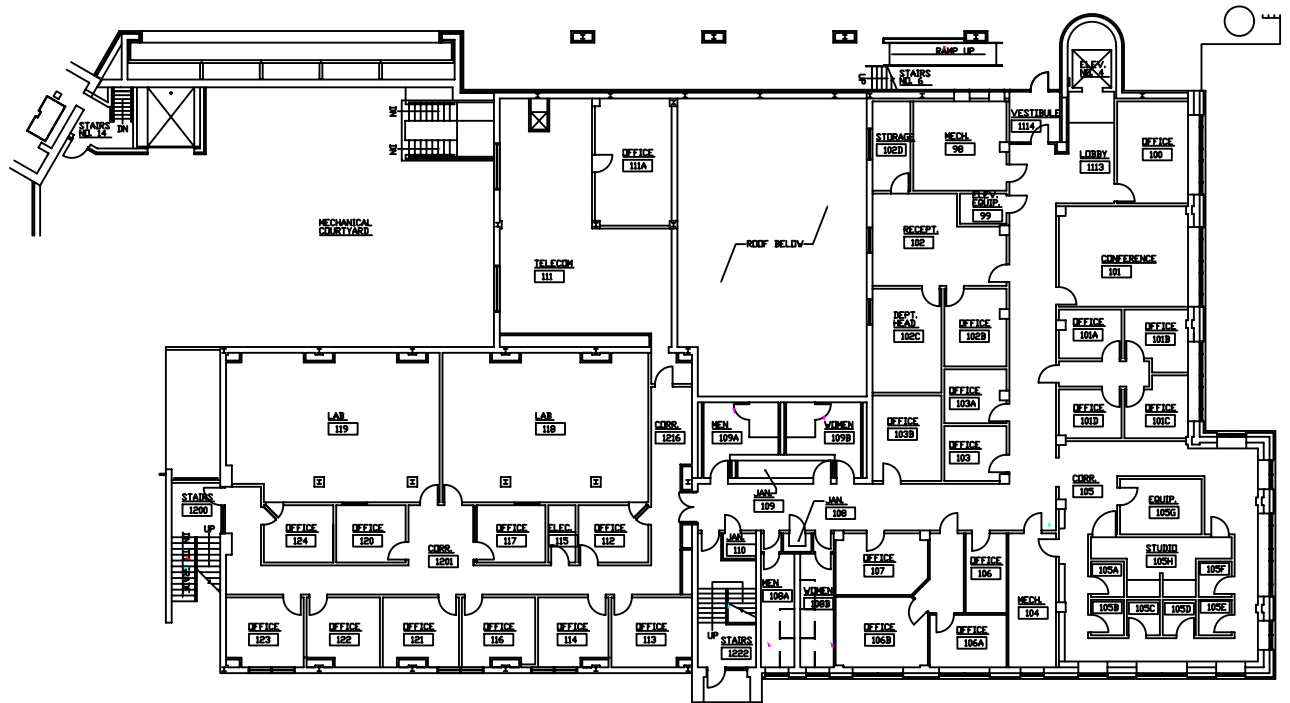 RAMP UP
UP
STAIRS
NO. 6
ELEV.
NO. 4
STAIRS
NO. 14
DN
DN
DN
VESTIBULE
1114
STORAGE
102D
MECH.
98
LOBBY
1113
OFFICE
100
OFFICE
111A
ELEV.
EQUIP.
99
MECHANICAL
COURTYARD
RECEPT.
102
ROOF BELOW
TELECOM
111
CONFERENCE
101
DEPT.
HEAD
102C
OFFICE
102B
OFFICE
101A
OFFICE
101B
OFFICE
103A
OFFICE
101D
OFFICE
101C
LAB
119
LAB
118
CORR.
1216
MEN
109A
WOMEN
109B
OFFICE
103B
OFFICE
103
CORR.
105
STAIRS
1200
UP
JAN.
109
JAN.
108
EQUIP.
105G
OFFICE
124
OFFICE
120
CORR.
1201
OFFICE
117
ELEC.
115
OFFICE
112
JAN.
110
STUDIO
105H
OFFICE
107
OFFICE
106
105A
105F
MEN
108A
WOMEN
108B
MECH.
104
105B
105C
105D
105E
OFFICE
123
OFFICE
122
OFFICE
121
OFFICE
116
OFFICE
114
OFFICE
113
UP
STAIRS
1222
OFFICE
106B
OFFICE
106A